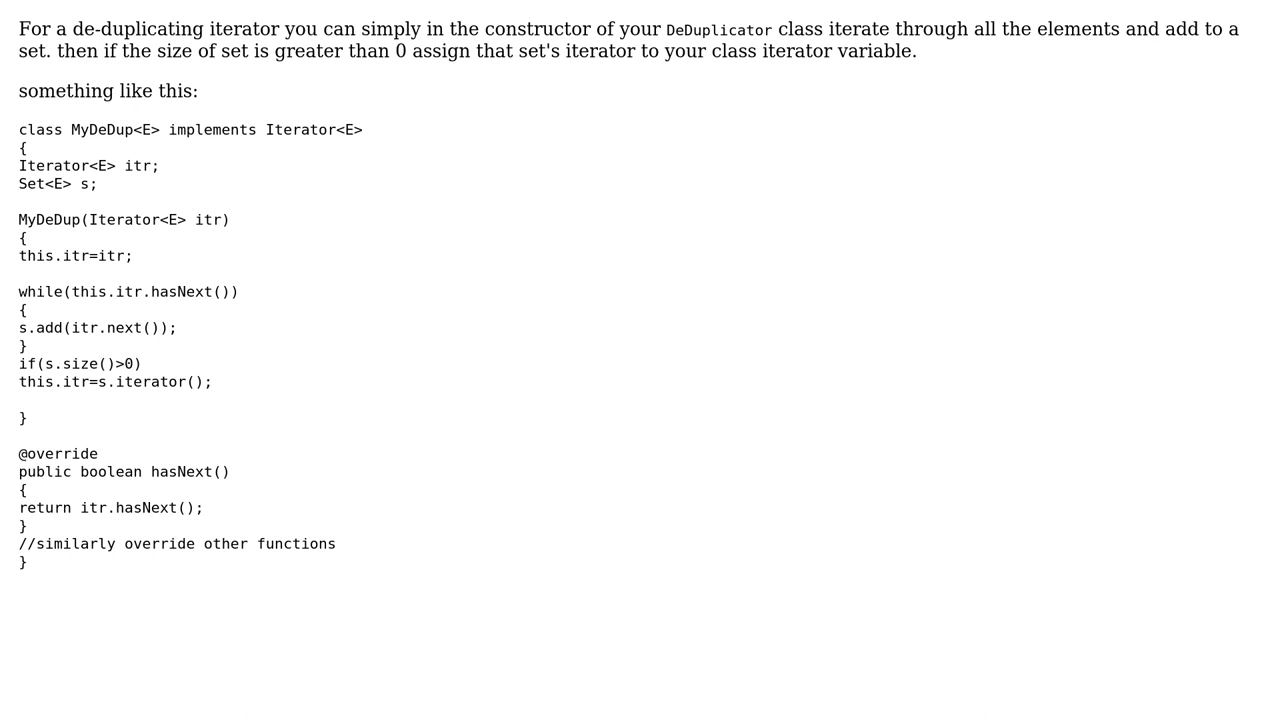 For a de-duplicating iterator you can simply in the constructor of your DeDuplicator class iterate through all the elements and add to a
set. then if the size of set is greater than 0 assign that set's iterator to your class iterator variable.
something like this:
class MyDeDup<E> implements Iterator<E>
{
Iterator<E> itr;
Set<E> s;
MyDeDup(Iterator<E> itr)
{
this.itr=itr;
while(this.itr.hasNext())
{
s.add(itr.next());
}
if(s.size()>0)
this.itr=s.iterator();
}
@override
public boolean hasNext()
{
return itr.hasNext();
}
//similarly override other functions
}